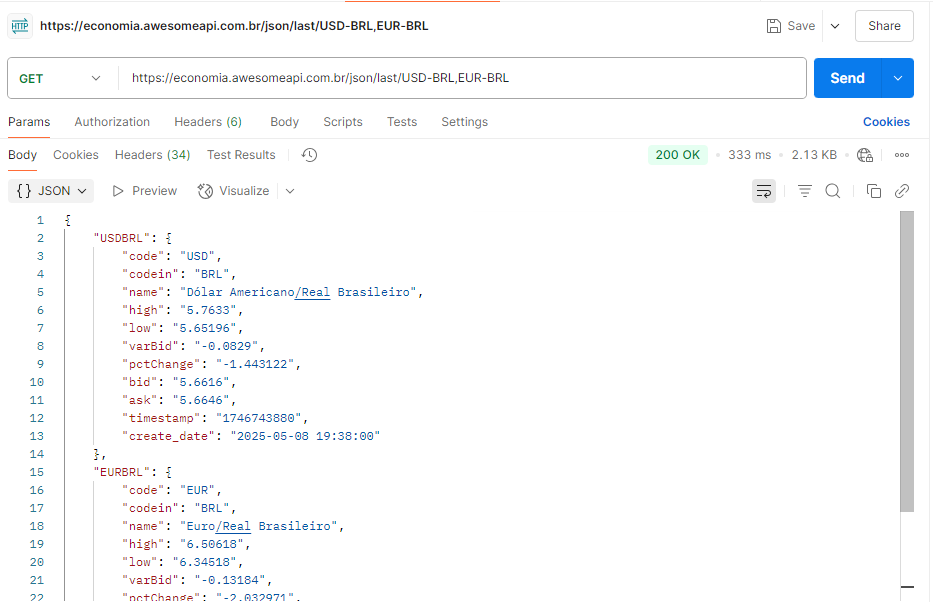 HTTP https://economia.awesomeapi.com.br/json/last/USD-BRL,EUR-BRL Save Share
GET https://economia.awesomeapi.com.br/json/last/USD-BRL,EUR-BRL Send
Params Authorization Headers (6) Body Scripts Tests Settings Cookies
Body Cookies Headers (34) Test Results 200 OK • 333 ms • 2.13 KB •
{} JSON Preview Visualize
1 {
2 "USDBRL": {
3 "code": "USD",
4 "codein": "BRL",
5 "name": "Dólar Americano/Real Brasileiro",
6 "high": "5.7633",
7 "low": "5.65196",
8 "varBid": "-0.0829",
9 "pctChange": "-1.443122",
10 "bid": "5.6616",
11 "ask": "5.6646",
12 "timestamp": "1746743880",
13 "create_date": "2025-05-08 19:38:00"
14 },
15 "EURBRL": {
16 "code": "EUR",
17 "codein": "BRL",
18 "name": "Euro/Real Brasileiro",
19 "high": "6.50618",
20 "low": "6.34518",
21 "varBid": "-0.13184",
22 "pctChange": "-2.032971",